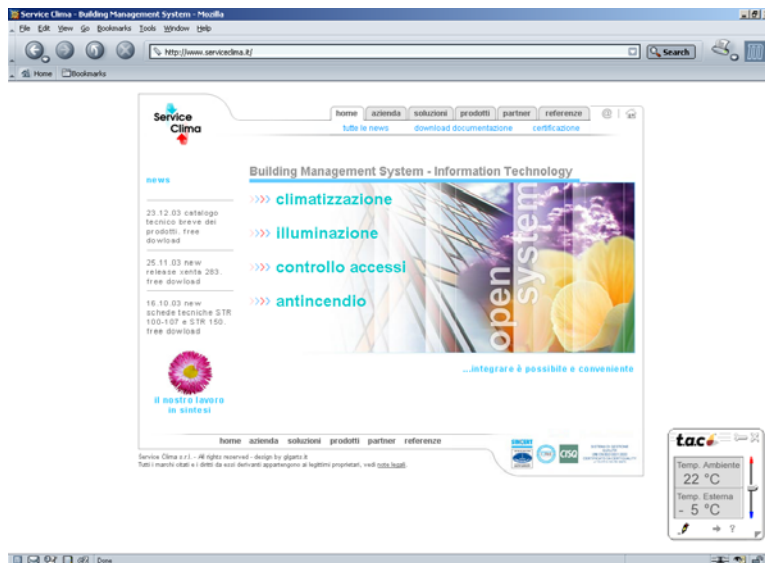 Service Clima - Building Management System - Mozilla
File Edit View Go Bookmarks Tools Window Help
http://www.serviceclima.it/
Search
Home Bookmarks
Service
Clima
home azienda soluzioni prodotti partner referenze
tutte le news download documentazione certificazione
news
Building Management System - Information Technology
23.12.03 catalogo
tecnico breve dei
prodotti. free
dowload
25.11.03 new
release xenta 283.
free dowload
16.10.03 new
schede tecniche STR
100-107 e STR 150.
free dowload
il nostro lavoro
in sintesi
»»» climatizzazione
»»» illuminazione
»»» controllo accessi
»»» antincendio
open
system
...integrare è possibile e conveniente
home azienda soluzioni prodotti partner referenze
Service Clima s.r.l. - All rights reserved - design by gigartx.it
Tutti i marchi citati e i diritti da essi derivanti appartengono ai legittimi proprietari, vedi note legali.
SINCERT
CISQ
t.a.c
Temp. Ambiente
22 °C
Temp. Esterna
- 5 °C
?
Done